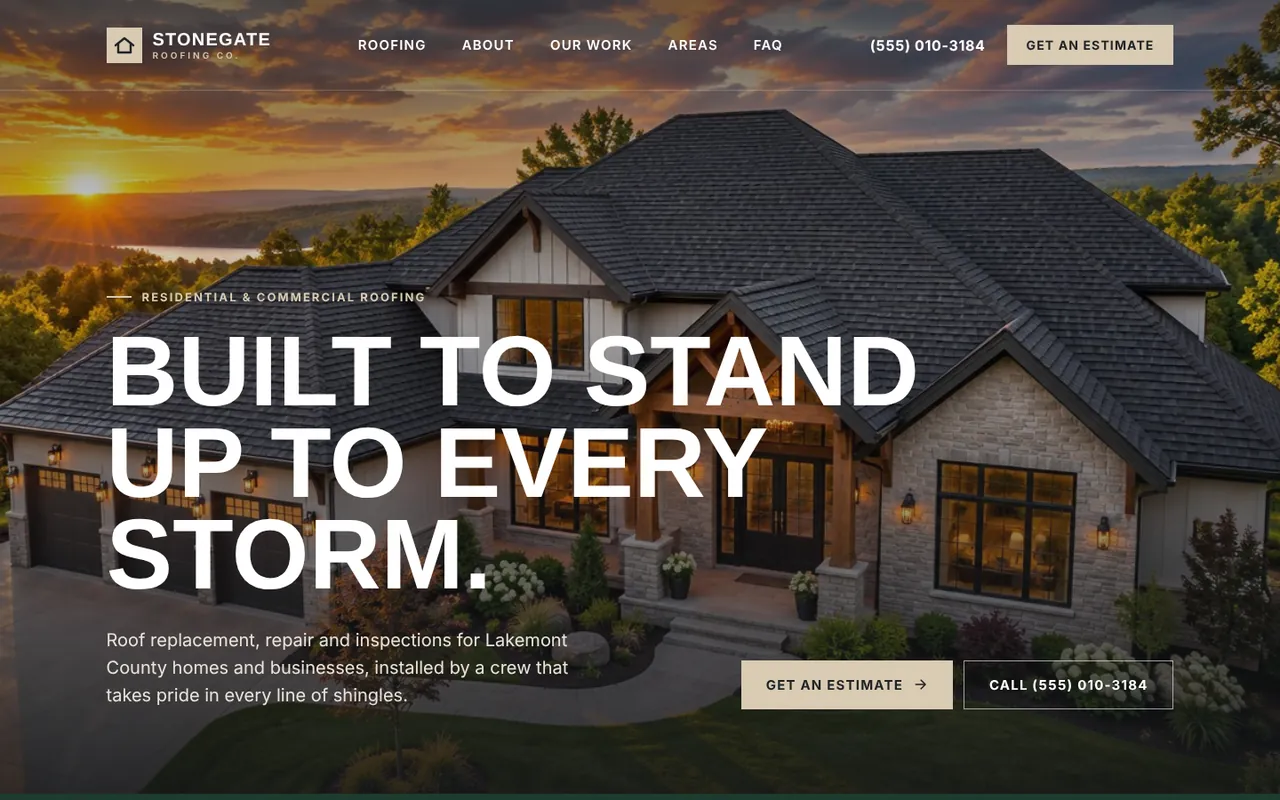 STONEGATE
ROOFING CO.
ROOFING
ABOUT
OUR WORK
AREAS
FAQ
(555) 010-3184
GET AN ESTIMATE
RESIDENTIAL & COMMERCIAL ROOFING
BUILT TO STAND
UP TO EVERY
STORM.
Roof replacement, repair and inspections for Lakemont
County homes and businesses, installed by a crew that
takes pride in every line of shingles.
GET AN ESTIMATE →
CALL (555) 010-3184